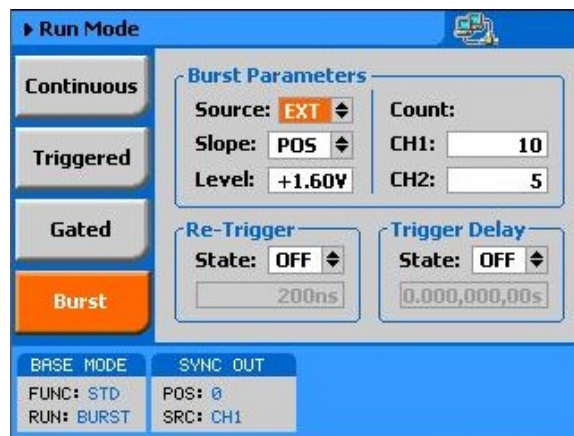 Run Mode
Continuous
Triggered
Gated
Burst
Burst Parameters
Source: EXT
Slope: POS
Level: +1.60V
Count:
CH1: 10
CH2: 5
Re-Trigger
State: OFF
200ns
Trigger Delay
State: OFF
0.000,000,00s
BASE MODE
FUNC: STD
RUN: BURST
SYNC OUT
POS: 0
SRC: CH1